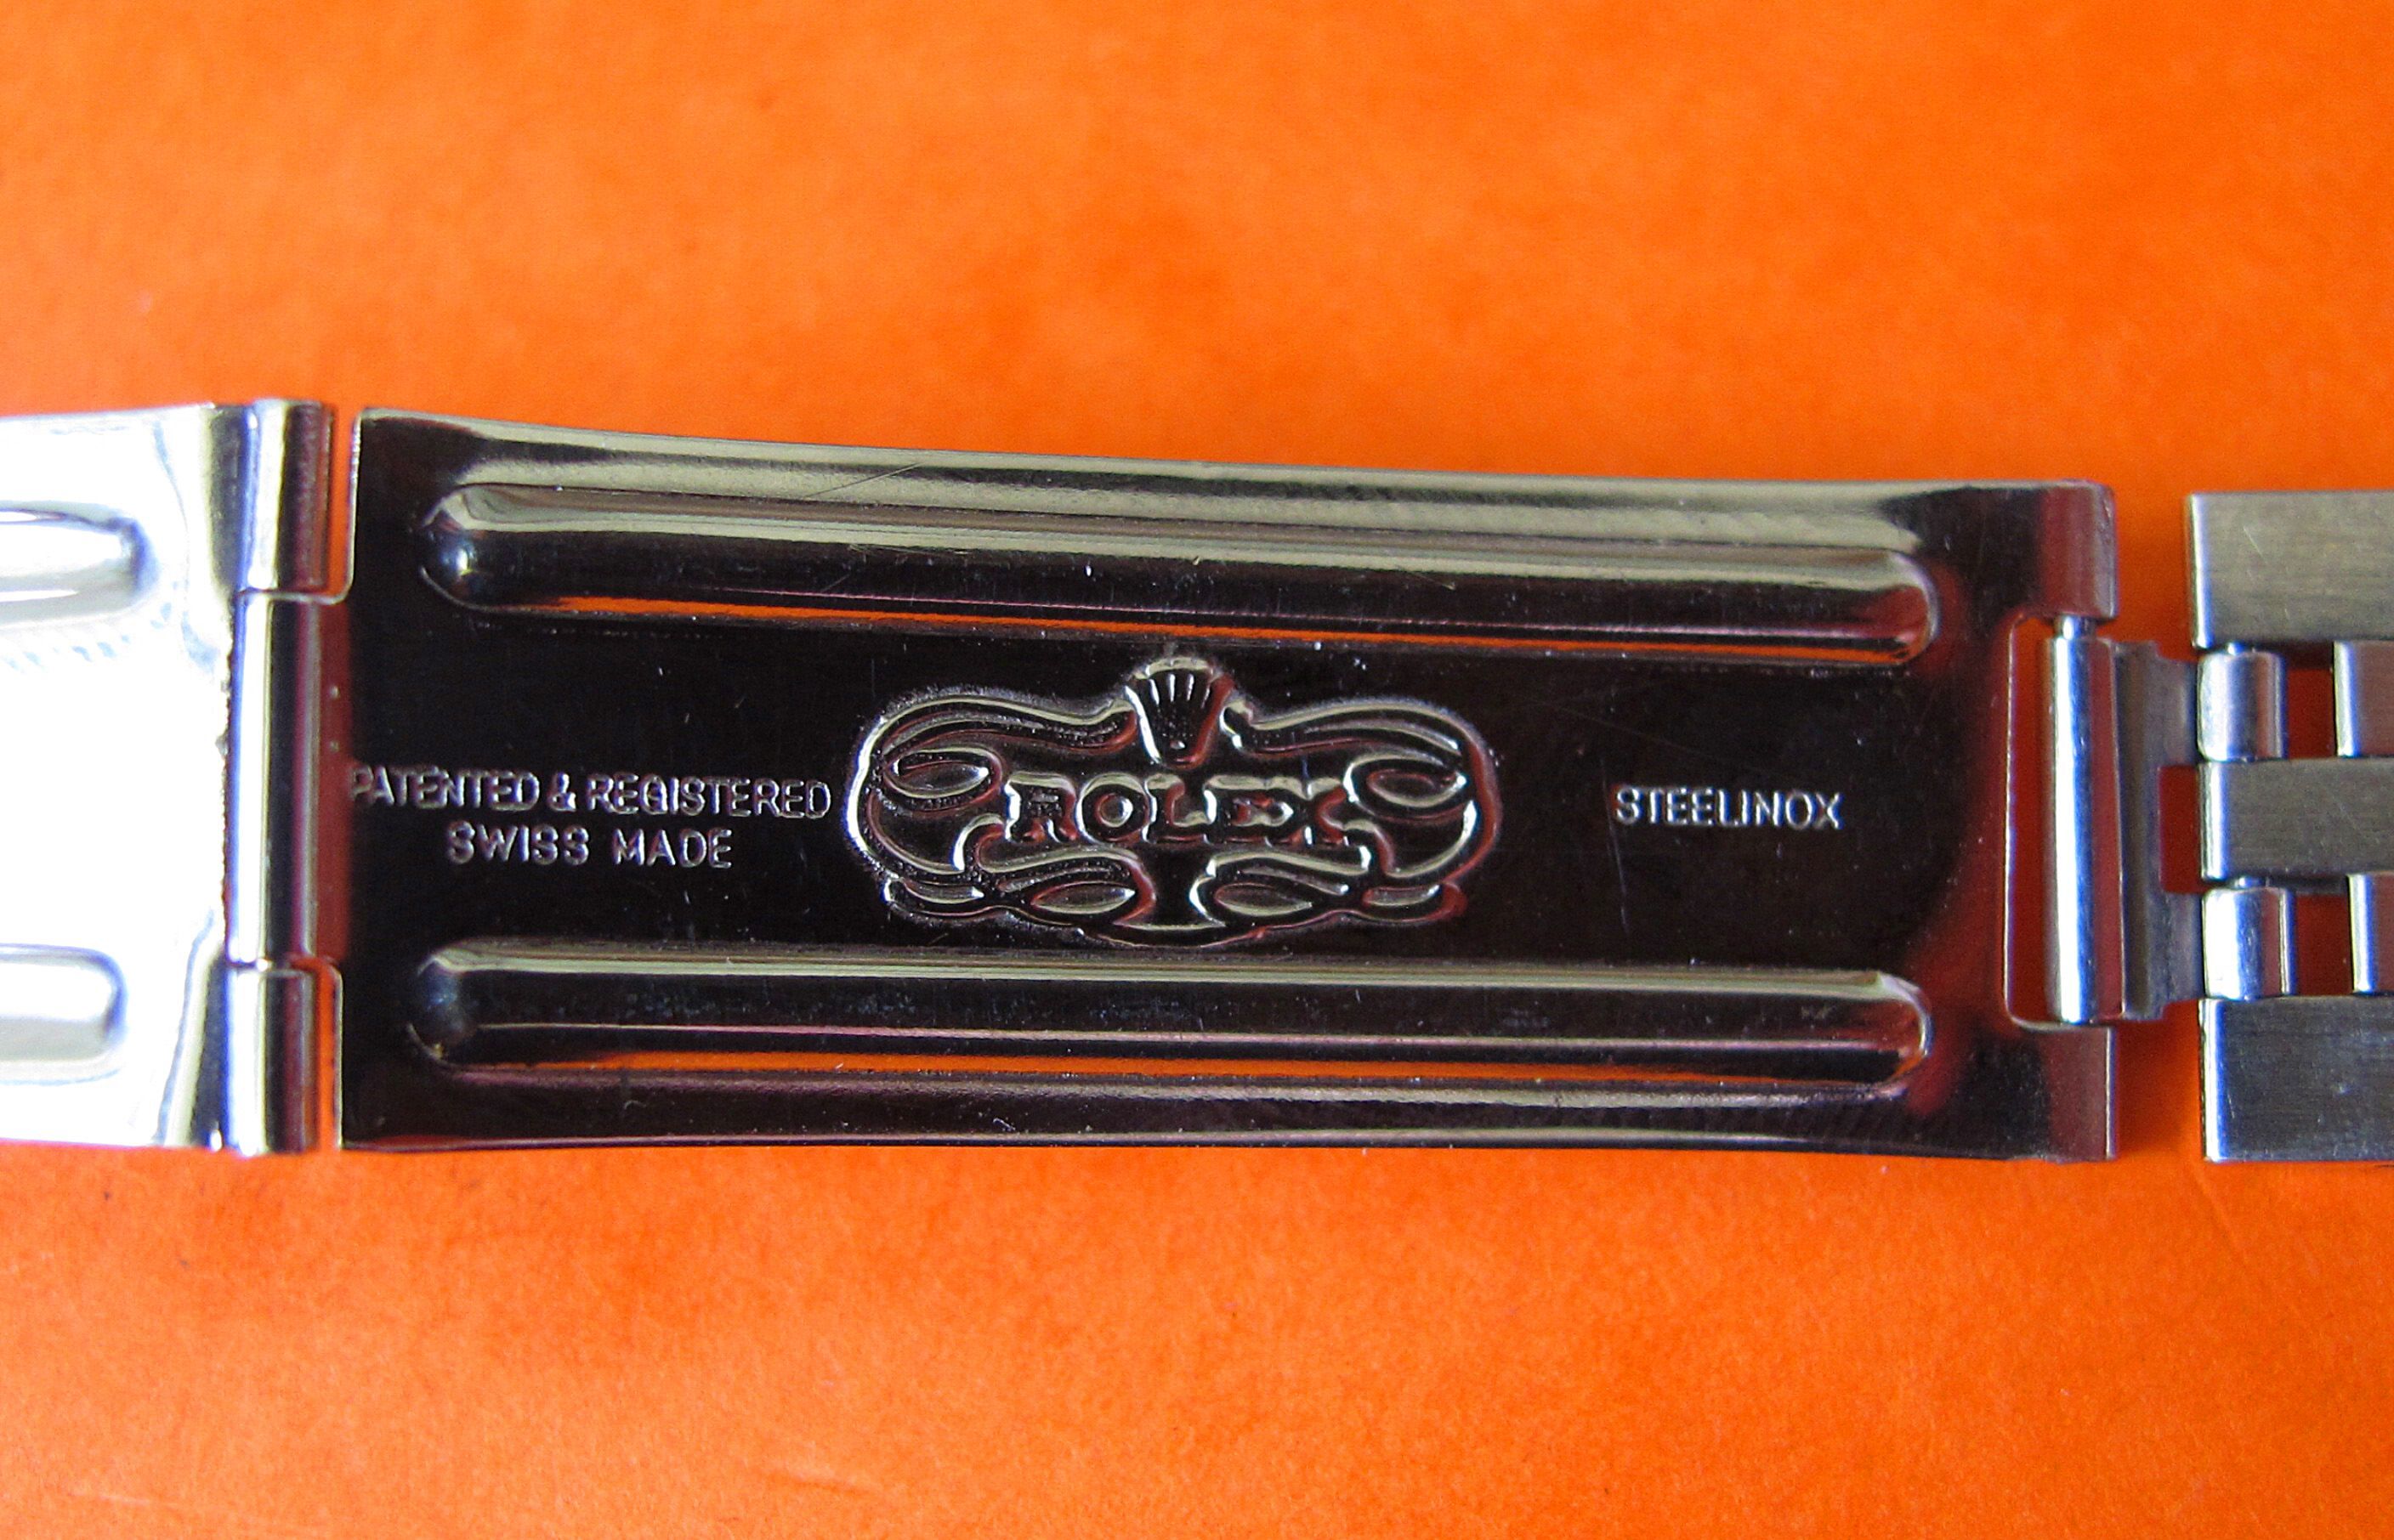 PATENTED & REGISTERED
SWISS MADE
ROLEX
STEELINOX